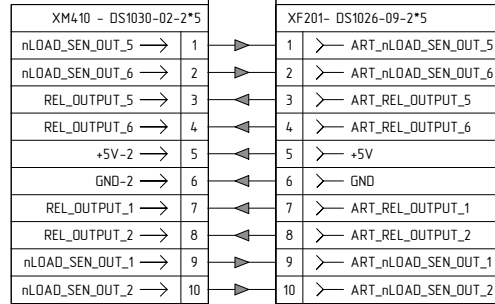 XM410 - DS1030-02-2*5 XF201- DS1026-09-2*5
nLOAD_SEN_OUT_5 1 1 ART_nLOAD_SEN_OUT_5
nLOAD_SEN_OUT_6 2 2 ART_nLOAD_SEN_OUT_6
REL_OUTPUT_5 3 3 ART_REL_OUTPUT_5
REL_OUTPUT_6 4 4 ART_REL_OUTPUT_6
+5V-2 5 5 +5V
GND-2 6 6 GND
REL_OUTPUT_1 7 7 ART_REL_OUTPUT_1
REL_OUTPUT_2 8 8 ART_REL_OUTPUT_2
nLOAD_SEN_OUT_1 9 9 ART_nLOAD_SEN_OUT_1
nLOAD_SEN_OUT_2 10 10 ART_nLOAD_SEN_OUT_2